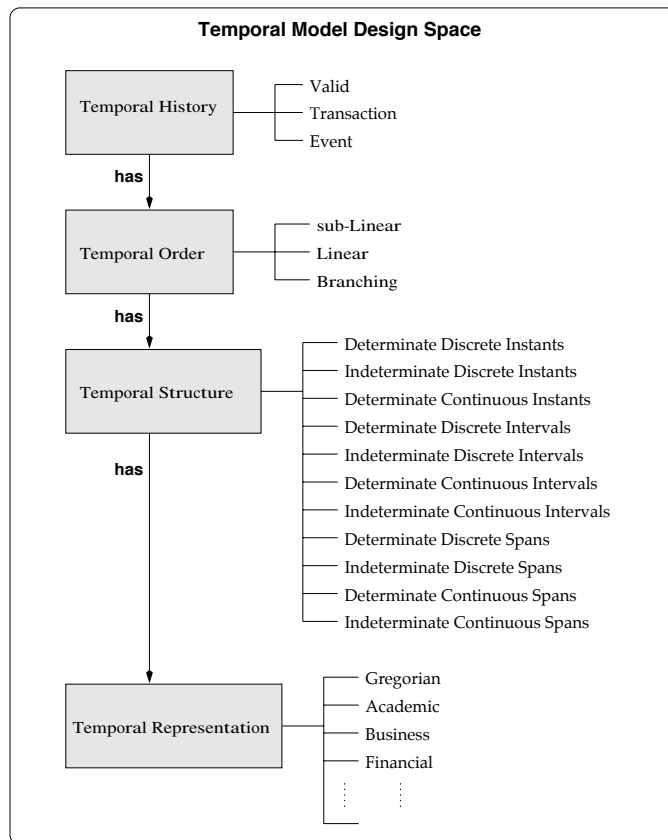 Temporal Model Design Space
Temporal History
Valid
Transaction
Event
has
Temporal Order
sub-Linear
Linear
Branching
has
Temporal Structure
Determinate Discrete Instants
Indeterminate Discrete Instants
Determinate Continuous Instants
Determinate Discrete Intervals
Indeterminate Discrete Intervals
Determinate Continuous Intervals
Indeterminate Continuous Intervals
Determinate Discrete Spans
Indeterminate Discrete Spans
Determinate Continuous Spans
Indeterminate Continuous Spans
has
Temporal Representation
Gregorian
Academic
Business
Financial